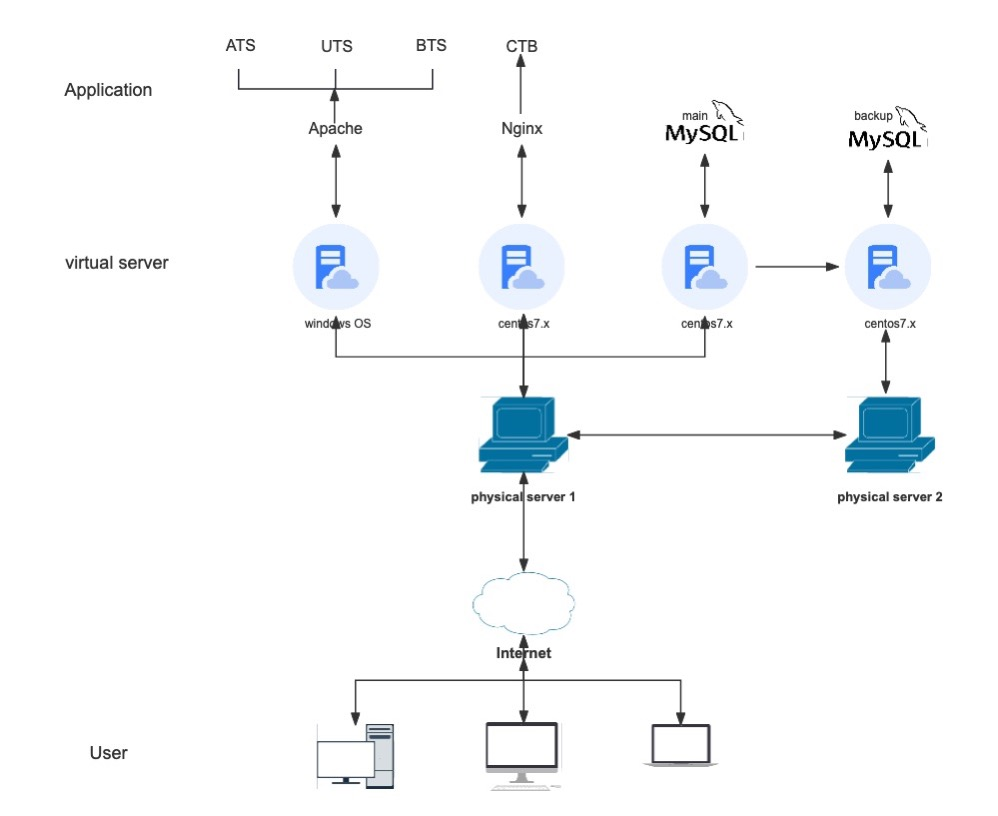 ATS UTS BTS CTB
Application
Apache Nginx
main
MySQL
backup
MySQL
virtual server
windows OS centos7.x centos7.x centos7.x
physical server 1 physical server 2
Internet
User